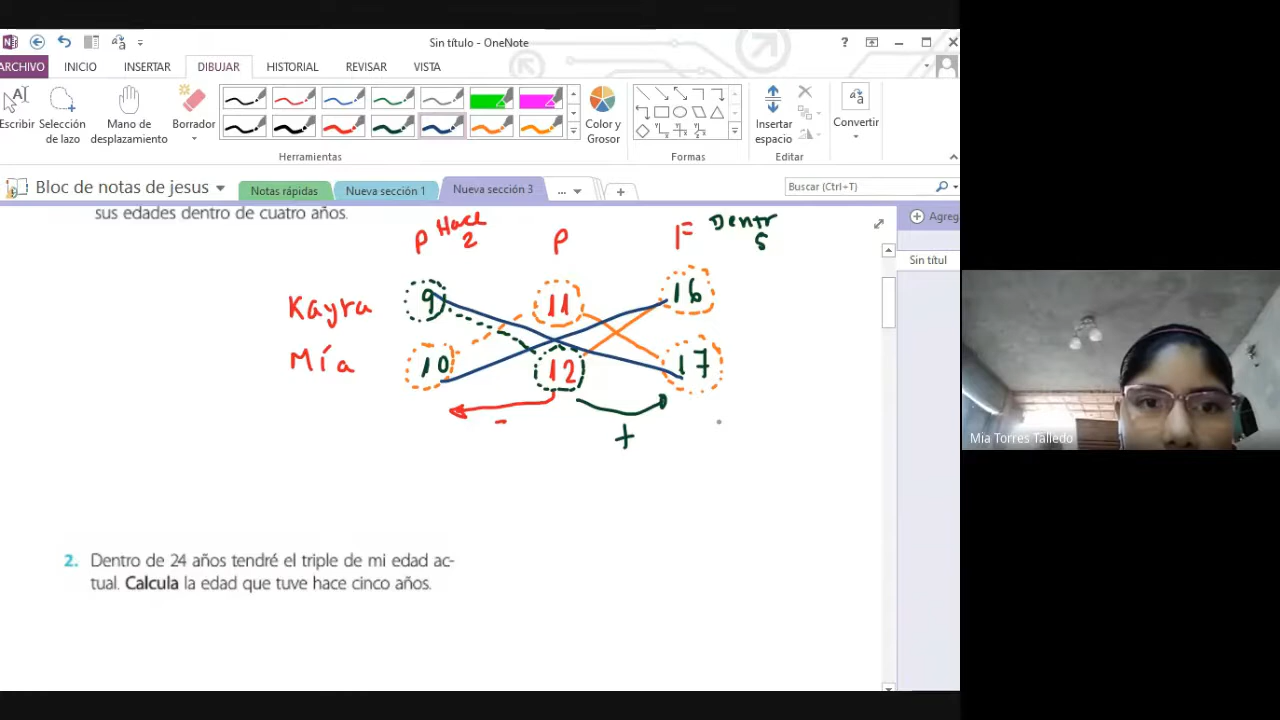 Sin título - OneNote
ARCHIVO INICIO INSERTAR DIBUJAR HISTORIAL REVISAR VISTA
Escribir Selección de lazo Mano de desplazamiento Borrador Color y Grosor Insertar espacio Convertir
Herramientas Formas Editar
Bloc de notas de jesus Notas rápidas Nueva sección 1 Nueva sección 3 ... Buscar (Ctrl+T)
sus edades dentro de cuatro años.
Agrega
Sin títul
P Hace 2 P F Dentr 5
Kayra 9 11 16
Mía 10 12 17
- +
Mia Torres Talledo
2. Dentro de 24 años tendré el triple de mi edad ac-
tual. Calcula la edad que tuve hace cinco años.